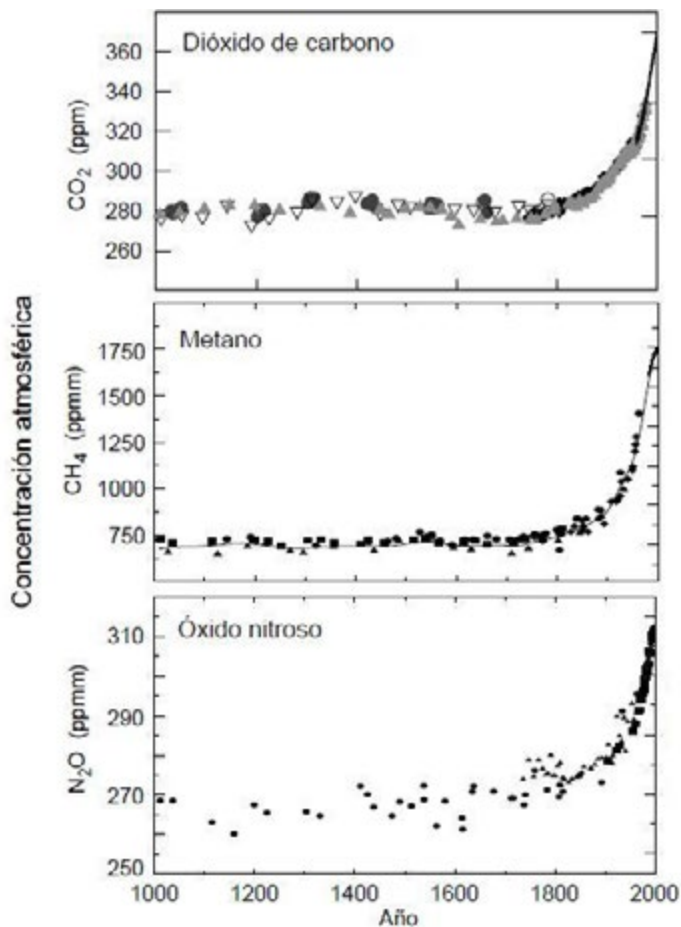 Concentración atmosférica
Dióxido de carbono
CO₂ (ppm)
360
340
320
300
280
260
Metano
CH₄ (ppmm)
1750
1500
1250
1000
750
Óxido nitroso
N₂O (ppmm)
310
290
270
250
1000 1200 1400 1600 1800 2000
Año